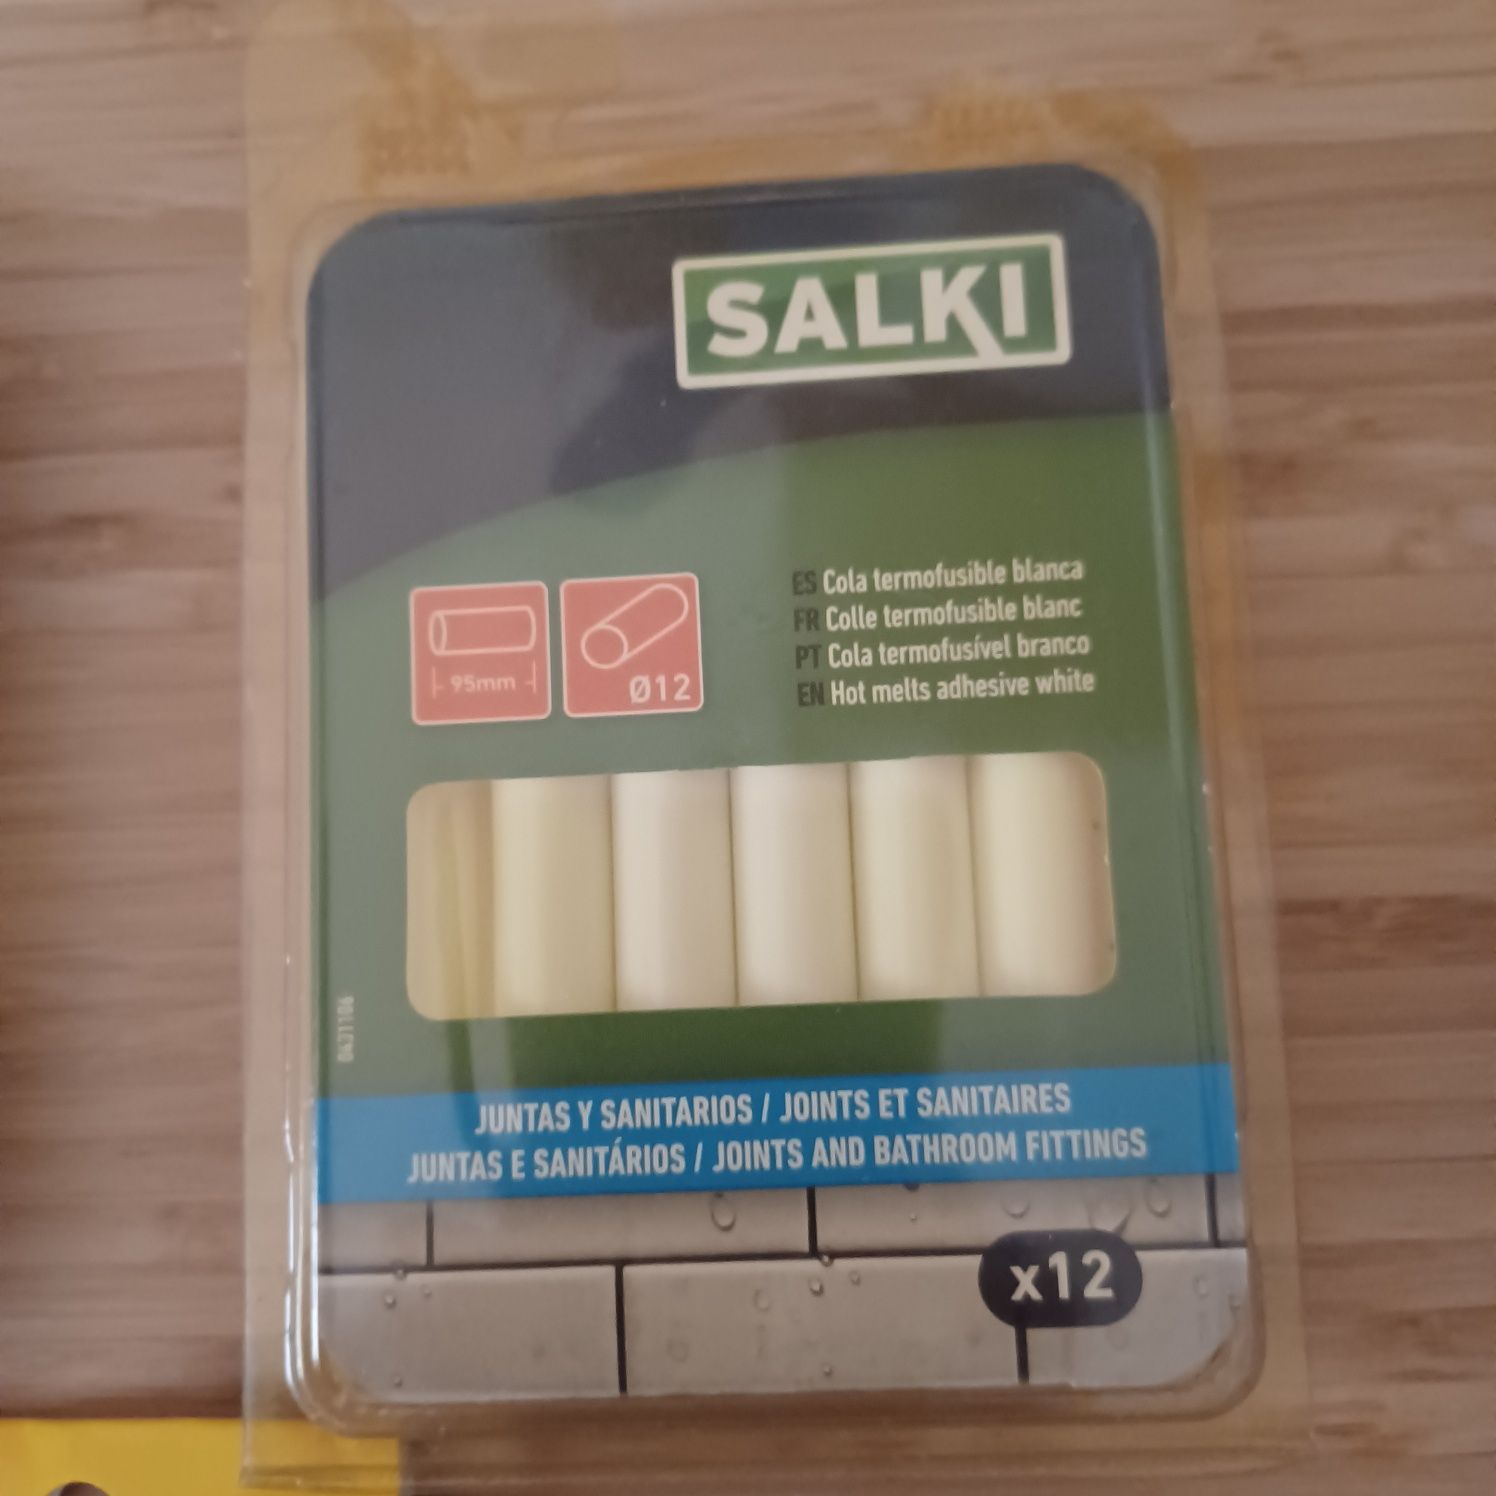 SALKI
ES Cola termofusible blanca
FR Colle termofusible blanc
PT Cola termofusível branco
EN Hot melts adhesive white
95mm
Ø12
0431106
JUNTAS Y SANITARIOS / JOINTS ET SANITAIRES
JUNTAS E SANITÁRIOS / JOINTS AND BATHROOM FITTINGS
x12